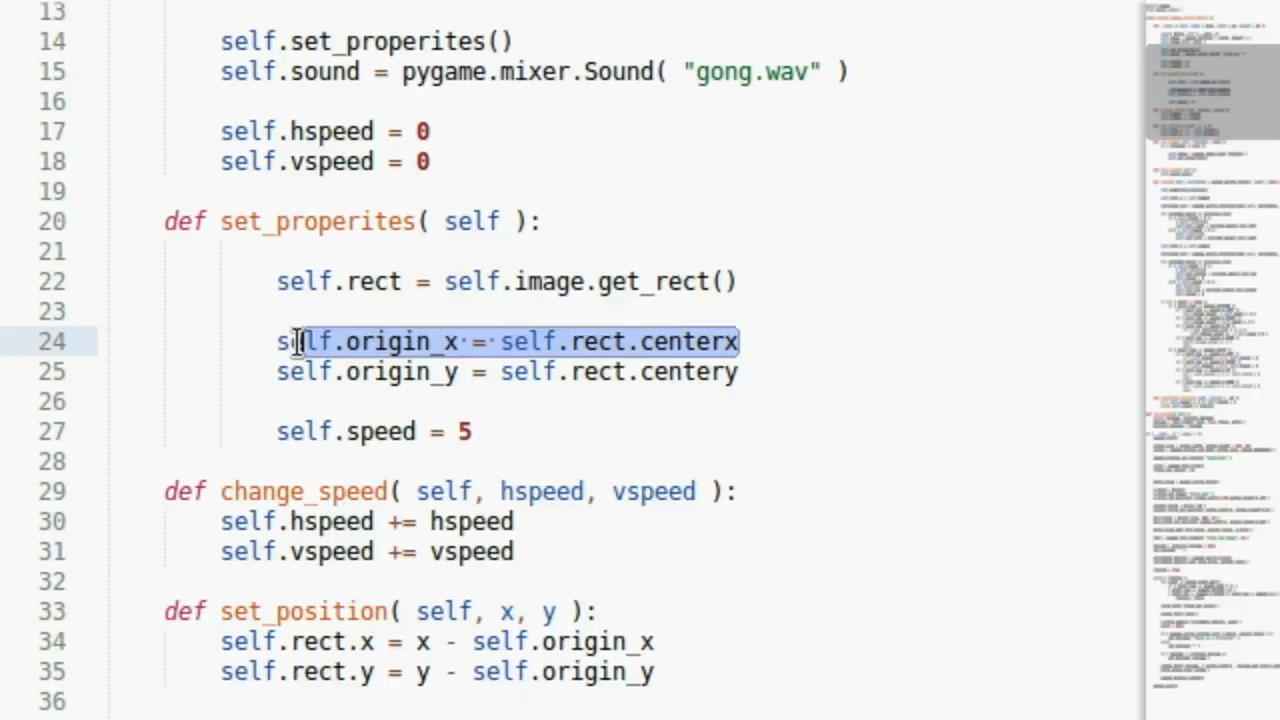 13
14 self.set_properites()
15 self.sound = pygame.mixer.Sound( "gong.wav" )
16
17 self.hspeed = 0
18 self.vspeed = 0
19
20 def set_properites( self ):
21
22 self.rect = self.image.get_rect()
23
24 self.origin_x = self.rect.centerx
25 self.origin_y = self.rect.centery
26
27 self.speed = 5
28
29 def change_speed( self, hspeed, vspeed ):
30 self.hspeed += hspeed
31 self.vspeed += vspeed
32
33 def set_position( self, x, y ):
34 self.rect.x = x - self.origin_x
35 self.rect.y = y - self.origin_y
36